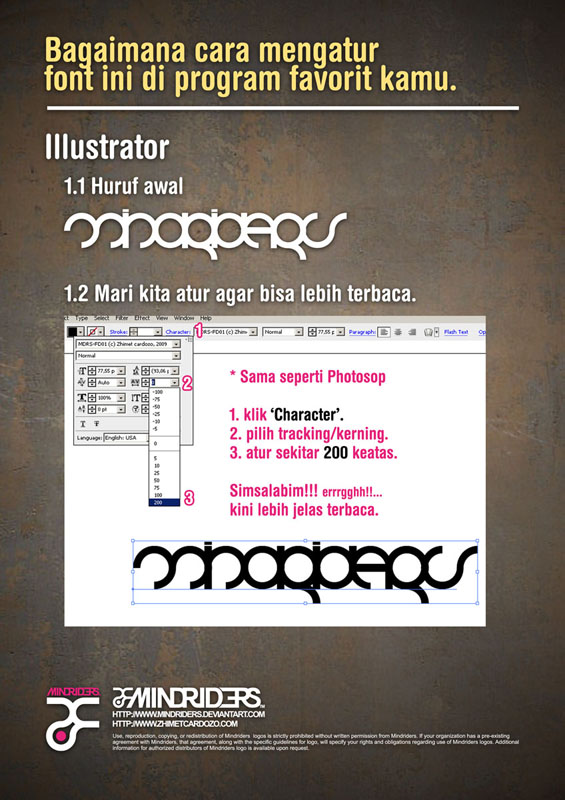 Bagaimana cara mengatur
font ini di program favorit kamu.
Illustrator
1.1 Huruf awal
mindriders
1.2 Mari kita atur agar bisa lebih terbaca.
Type Select Filter Effect View Window Help
Stroke: Character: 1 MDRS-FD01 (c) Zhimet Normal 77,55 p Paragraph: Flash Text
MDRS-FD01 (c) Zhimet cardozo, 2009
Normal
77,55 p (93,06 p
Auto 2
100%
0 pt
Language: English: USA
-100
-75
-50
-25
-10
-5
0
5
10
25
50
75
100
200 3
* Sama seperti Photosop
1. klik ‘Character’.
2. pilih tracking/kerning.
3. atur sekitar 200 keatas.
Simsalabim!!! errrgghh!!...
kini lebih jelas terbaca.
mindriders
MINDRIDERS.
MINDRIDERS™
HTTP://WWW.MINDRIDERS.DEVIANTART.COM
HTTP://WWW.ZHIMETCARDOZO.COM
Use, reproduction, copying, or redistribution of Mindriders logos is strictly prohibited without written permission from Mindriders. If your organization has a pre-existing
agreement with Mindriders, that agreement, along with the specific guidelines for logo, will specify your rights and obligations regarding use of Mindriders logos. Additional
information for authorized distributors of Mindriders logo is available upon request.